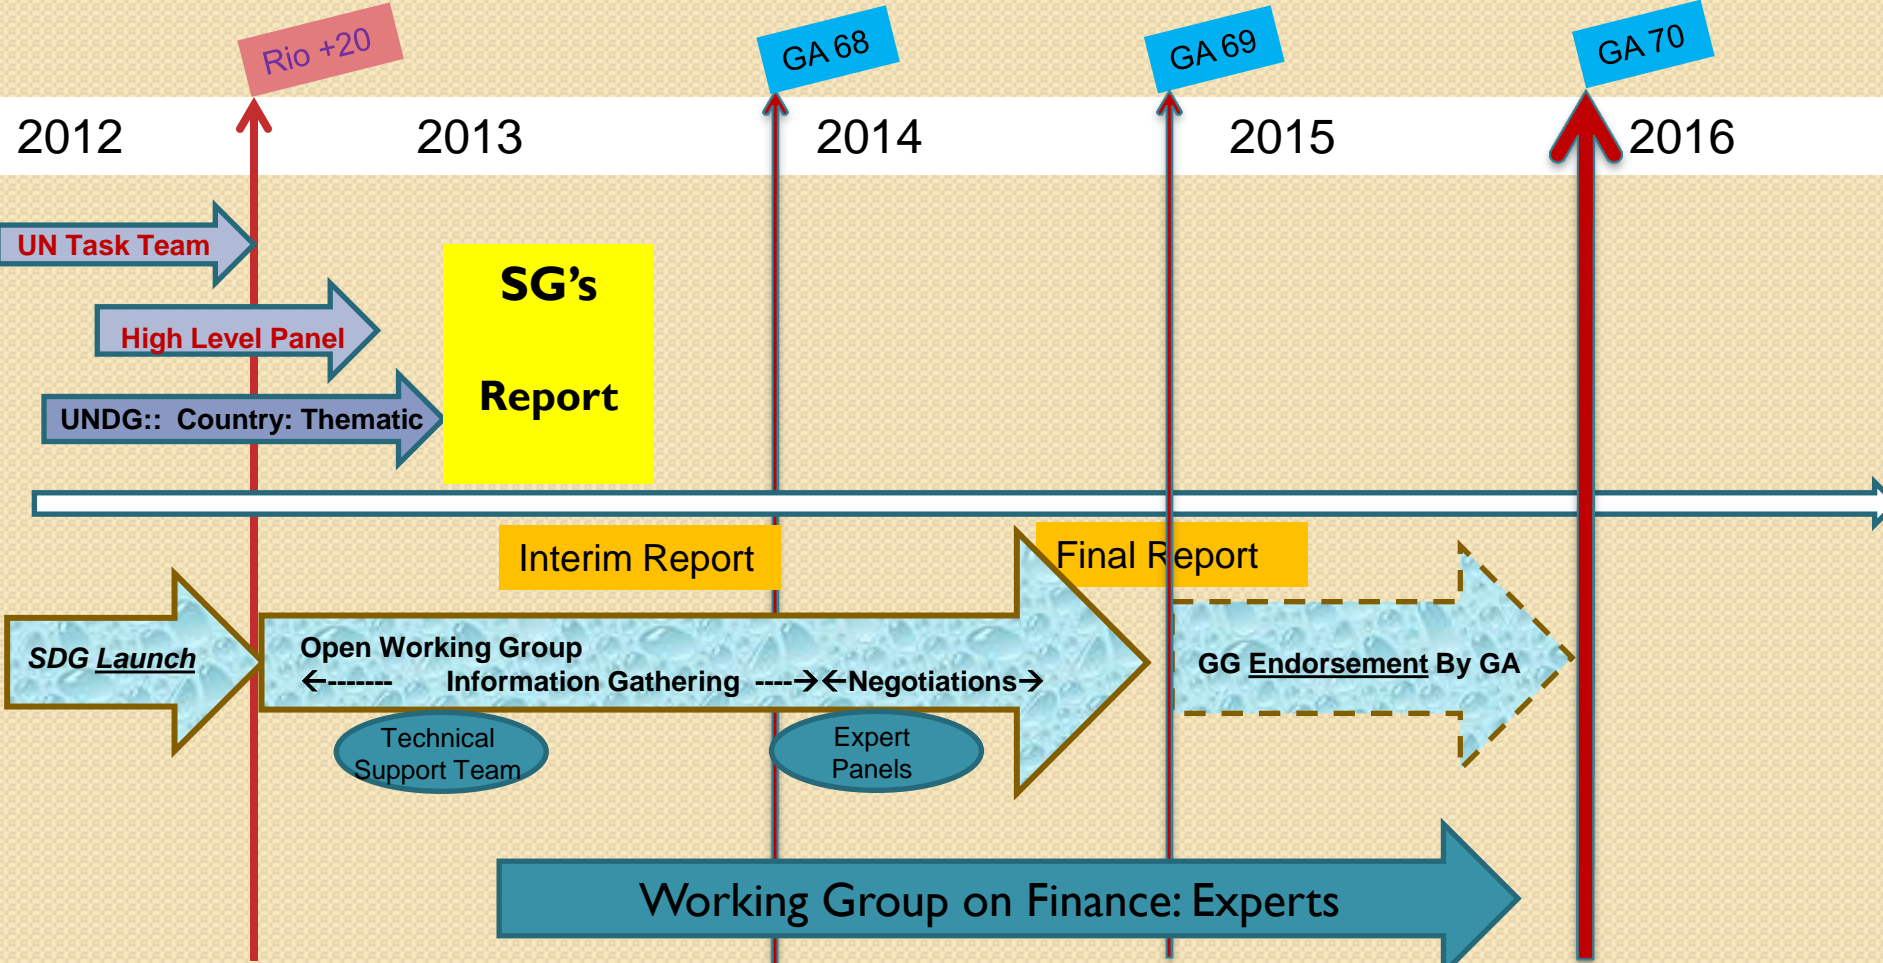 Rio +20
GA 68
GA 69
GA 70
2012
2013
2014
2015
2016
UN Task Team
High Level Panel
UNDG:: Country: Thematic
SG’s
Report
Interim Report
Final Report
SDG Launch
Open Working Group
←------- Information Gathering ----→←Negotiations→
GG Endorsement By GA
Technical
Support Team
Expert
Panels
Working Group on Finance: Experts